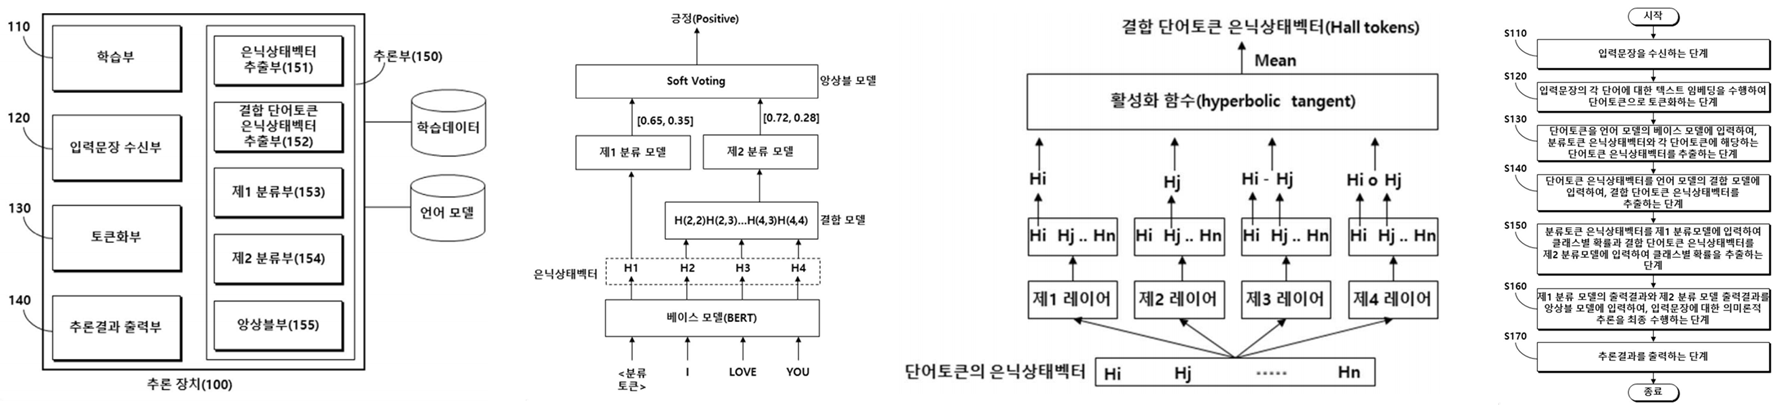 110
학습부
120
입력문장 수신부
130
토큰화부
140
추론결과 출력부
은닉상태벡터
추출부(151)
결합 단어토큰
은닉상태벡터
추출부(152)
제1 분류부(153)
제2 분류부(154)
앙상블부(155)
추론부(150)
학습데이터
언어 모델
추론 장치(100)
긍정(Positive)
Soft Voting
앙상블 모델
[0.65, 0.35]
[0.72, 0.28]
제1 분류 모델
제2 분류 모델
H(2,2)H(2,3)...H(4,3)H(4,4)
결합 모델
은닉상태벡터
H1 H2 H3 H4
베이스 모델(BERT)
<분류
토큰>
I LOVE YOU
결합 단어토큰 은닉상태벡터(Hall tokens)
Mean
활성화 함수(hyperbolic tangent)
Hi Hj Hi - Hj Hi o Hj
Hi Hj .. Hn Hi Hj .. Hn Hi Hj .. Hn Hi Hj .. Hn
제1 레이어 제2 레이어 제3 레이어 제4 레이어
단어토큰의 은닉상태벡터
Hi Hj ----- Hn
시작
S110
입력문장을 수신하는 단계
S120
입력문장의 각 단어에 대한 텍스트 임베딩을 수행하여
단어토큰으로 토큰화하는 단계
S130
단어토큰을 언어 모델의 베이스 모델에 입력하여,
분류토큰 은닉상태벡터와 각 단어토큰에 해당하는
단어토큰 은닉상태벡터를 추출하는 단계
S140
단어토큰 은닉상태벡터를 언어 모델의 결합 모델에
입력하여, 결합 단어토큰 은닉상태벡터를
추출하는 단계
S150
분류토큰 은닉상태벡터를 제1 분류모델에 입력하여
클래스별 확률과 결합 단어토큰 은닉상태벡터를
제2 분류모델에 입력하여 클래스별 확률을 추출하는
단계
S160
제1 분류 모델의 출력결과와 제2 분류 모델 출력결과를
앙상블 모델에 입력하여, 입력문장에 대한 의미론적
추론을 최종 수행하는 단계
S170
추론결과를 출력하는 단계
종료